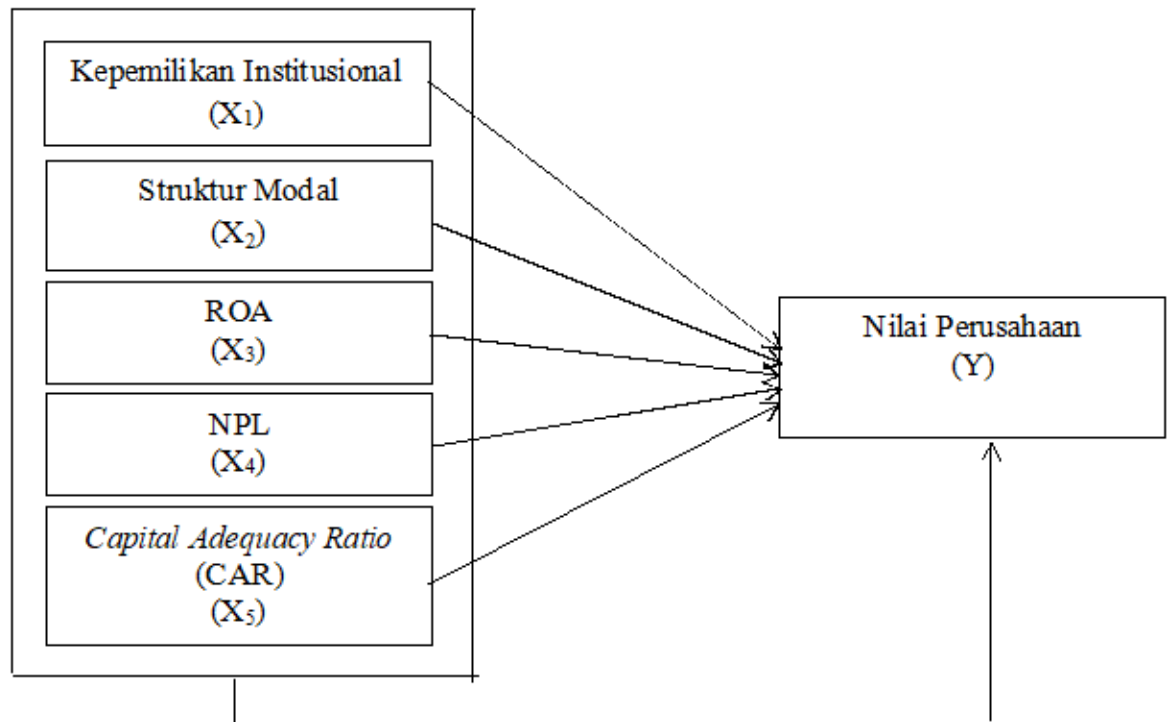 Kepemilikan Institusional
(X₁)
Struktur Modal
(X₂)
ROA
(X₃)
NPL
(X₄)
Capital Adequacy Ratio
(CAR)
(X₅)
Nilai Perusahaan
(Y)